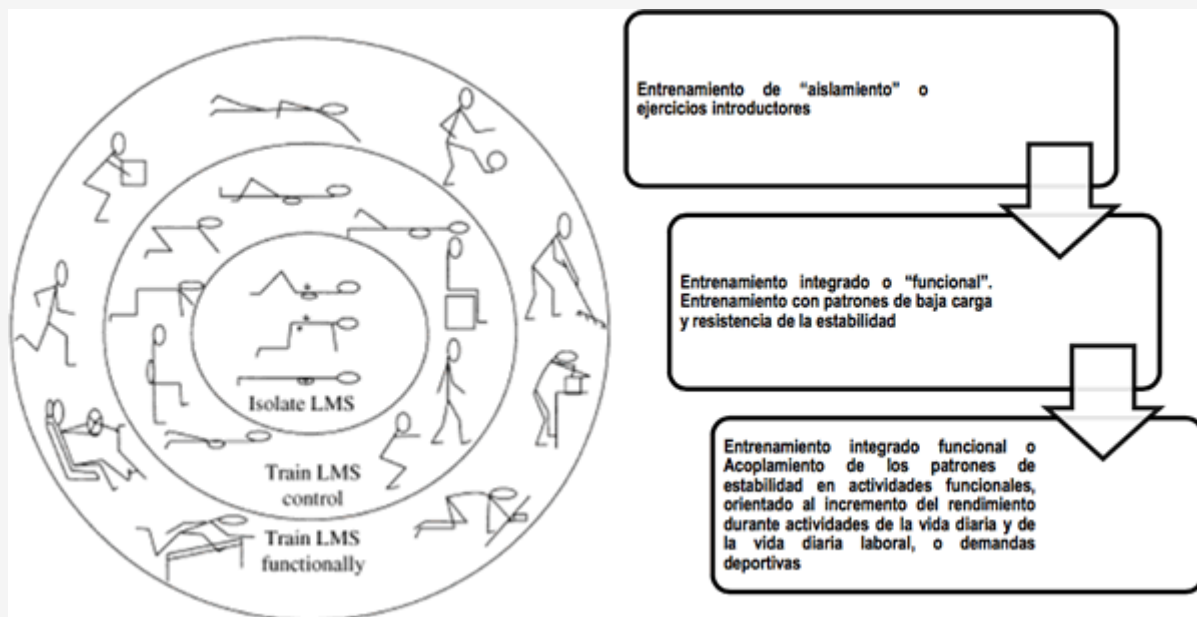 Isolate LMS
Train LMS
control
Train LMS
functionally
Entrenamiento de “aislamiento” o
ejercicios introductores
Entrenamiento integrado o “funcional”.
Entrenamiento con patrones de baja carga
y resistencia de la estabilidad
Entrenamiento integrado funcional o
Acoplamiento de los patrones de
estabilidad en actividades funcionales,
orientado al incremento del rendimiento
durante actividades de la vida diaria y de
la vida diaria laboral, o demandas
deportivas